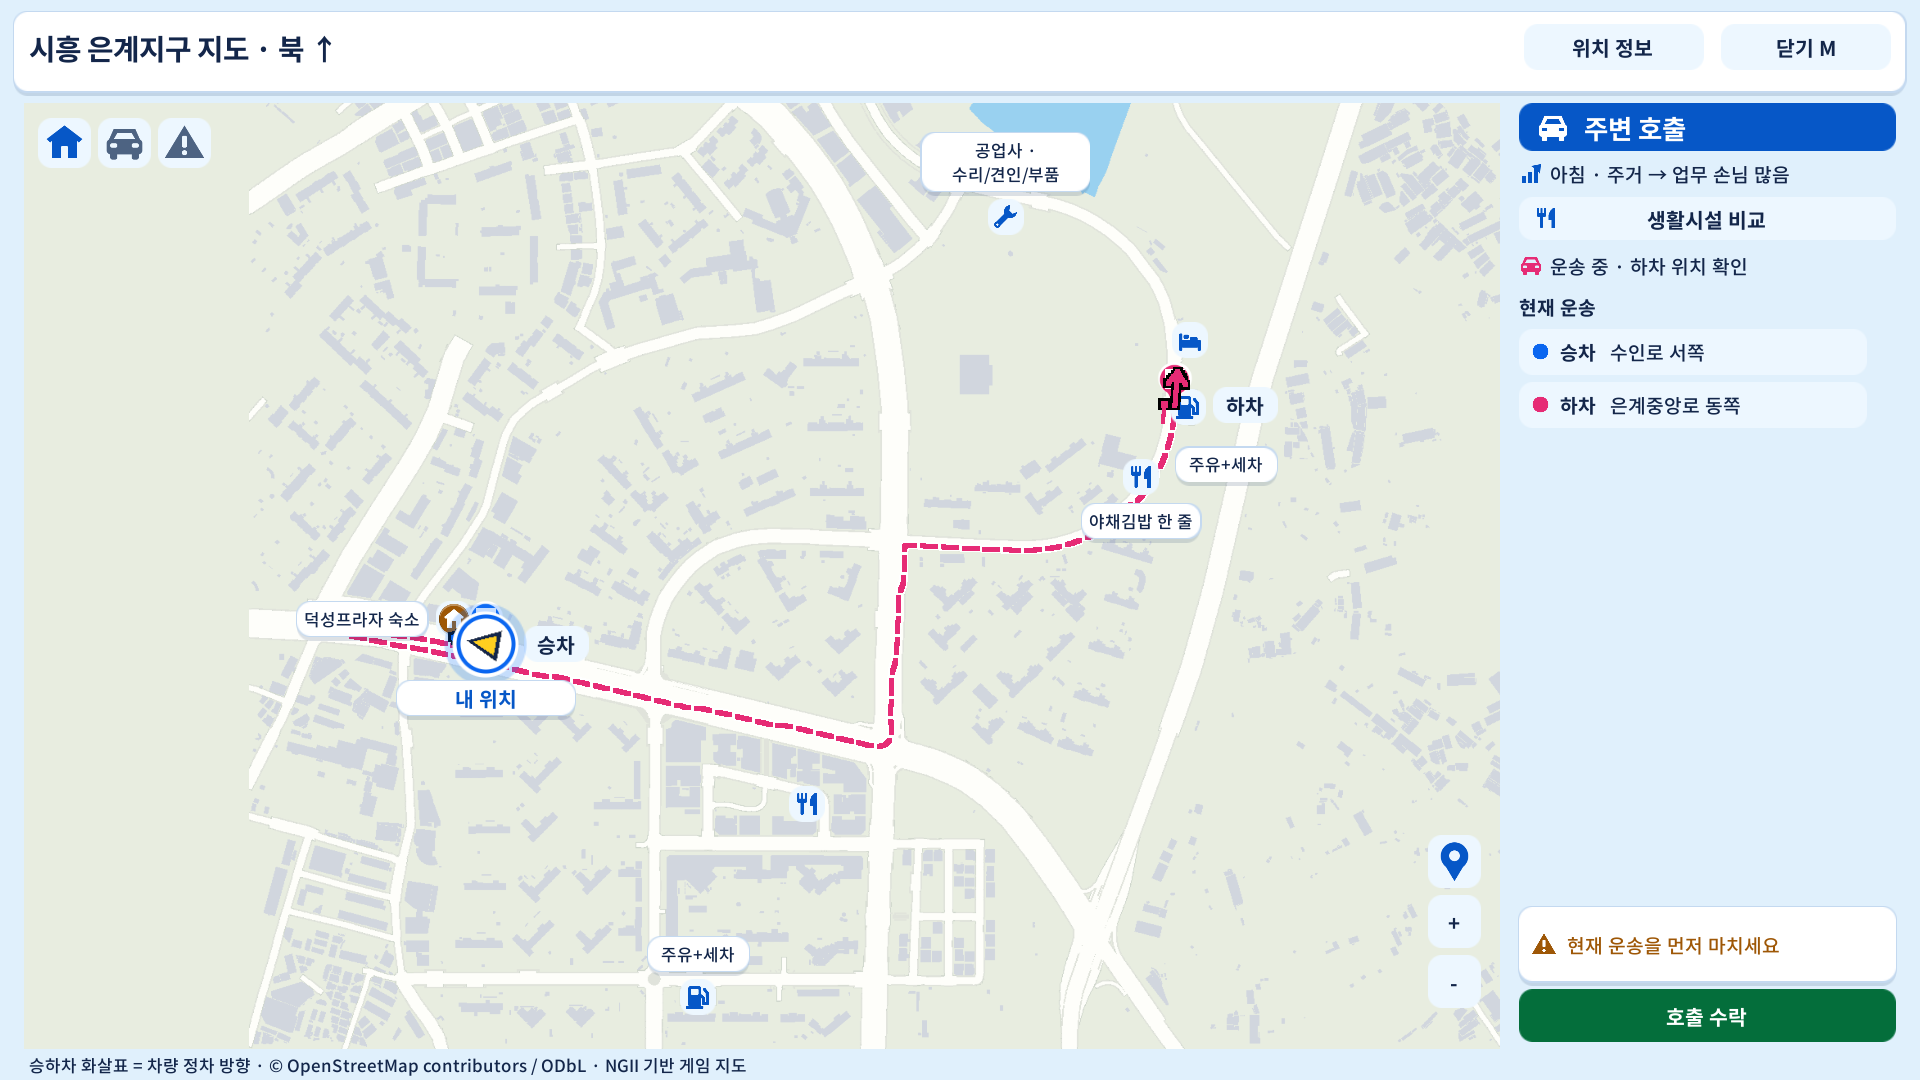 시흥 은계지구 지도 · 북 ↑
위치 정보
닫기 M
공업사 ·
수리/견인/부품
하차
주유+세차
야채김밥 한 줄
덕성프라자 숙소
승차
내 위치
주유+세차
+
-
주변 호출
아침 · 주거 → 업무 손님 많음
생활시설 비교
운송 중 · 하차 위치 확인
현재 운송
승차 수인로 서쪽
하차 은계중앙로 동쪽
현재 운송을 먼저 마치세요
호출 수락
승하차 화살표 = 차량 정차 방향 · © OpenStreetMap contributors / ODbL · NGII 기반 게임 지도